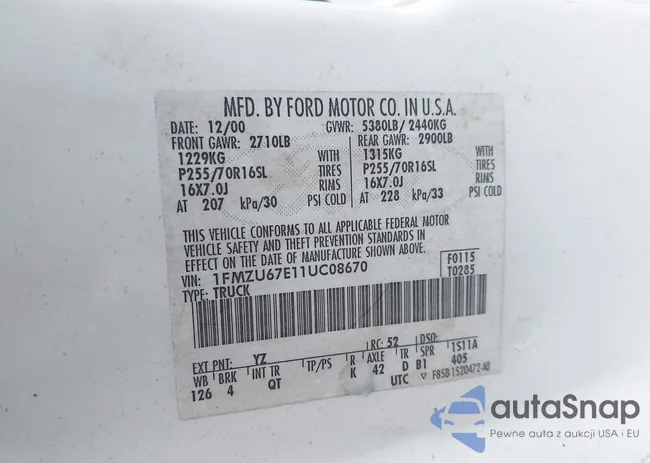 MFD. BY FORD MOTOR CO. IN U.S.A.
DATE: 12/00 GVWR: 5380LB/ 2440KG
FRONT GAWR: 2710LB REAR GAWR: 2900LB
1229KG WITH 1315KG WITH
P255/70R16SL TIRES P255/70R16SL TIRES
16X7.0J RIMS 16X7.0J RIMS
AT 207 kPa/30 PSI COLD AT 228 kPa/33 PSI COLD
THIS VEHICLE CONFORMS TO ALL APPLICABLE FEDERAL MOTOR
VEHICLE SAFETY AND THEFT PREVENTION STANDARDS IN
EFFECT ON THE DATE OF MANUFACTURE SHOWN ABOVE.
VIN: 1FMZU67E11UC08670 F0115
TYPE: TRUCK T0285
EXT PNT: YZ RC: 52 DSO:
WB BRK INT TR TP/PS R AXLE TR SPR 1S11A
126 4 QT K 42 D B1 405
UTC ▽ F8SB-1520472-AB
autaSnap
Pewne auta z aukcji USA i EU